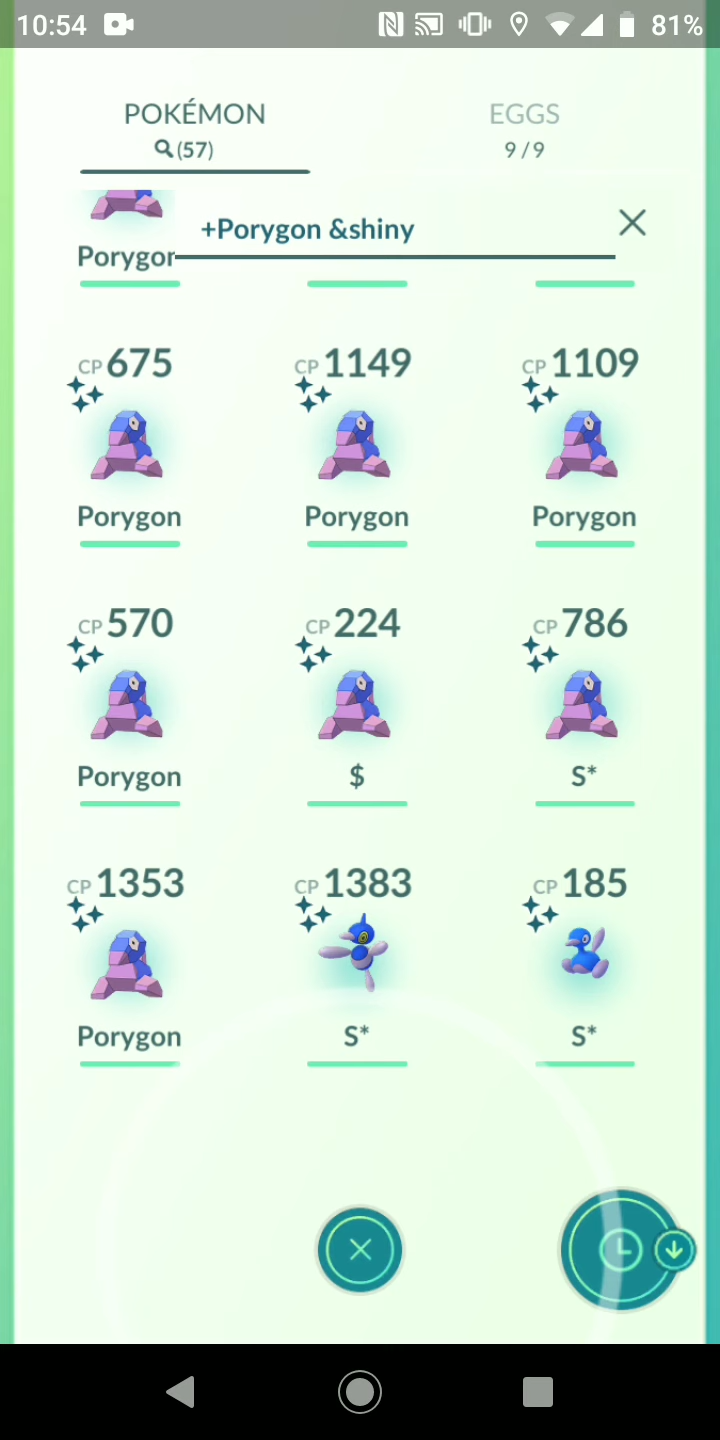 10:54 81%
POKÉMON EGGS
(57) 9 / 9
+Porygon &shiny
Porygon
CP 675 CP 1149 CP 1109
Porygon Porygon Porygon
CP 570 CP 224 CP 786
Porygon $ S*
CP 1353 CP 1383 CP 185
Porygon S* S*